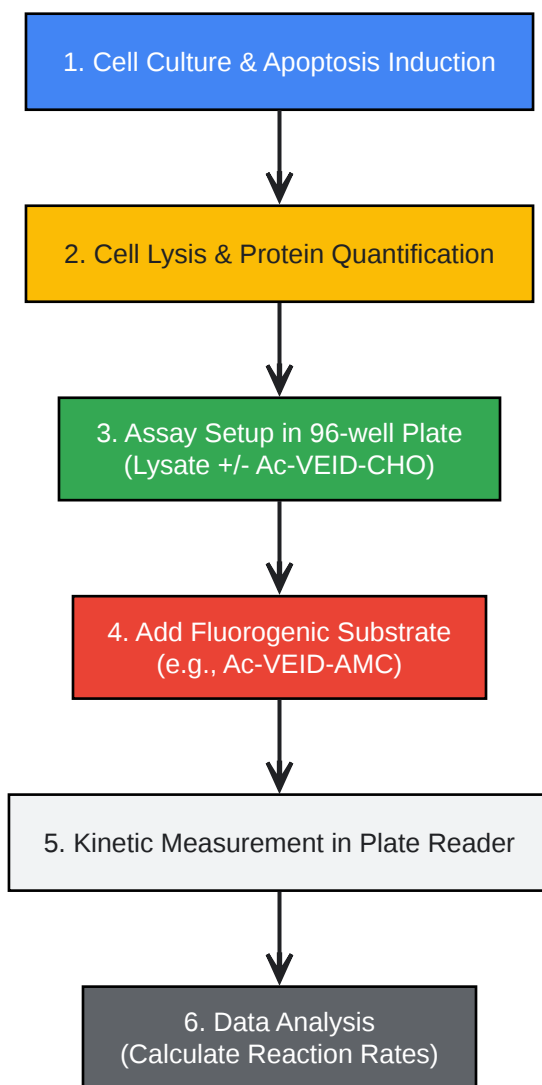 1. Cell Culture & Apoptosis Induction
2. Cell Lysis & Protein Quantification
3. Assay Setup in 96-well Plate
(Lysate +/- Ac-VEID-CHO)
4. Add Fluorogenic Substrate
(e.g., Ac-VEID-AMC)
5. Kinetic Measurement in Plate Reader
6. Data Analysis
(Calculate Reaction Rates)